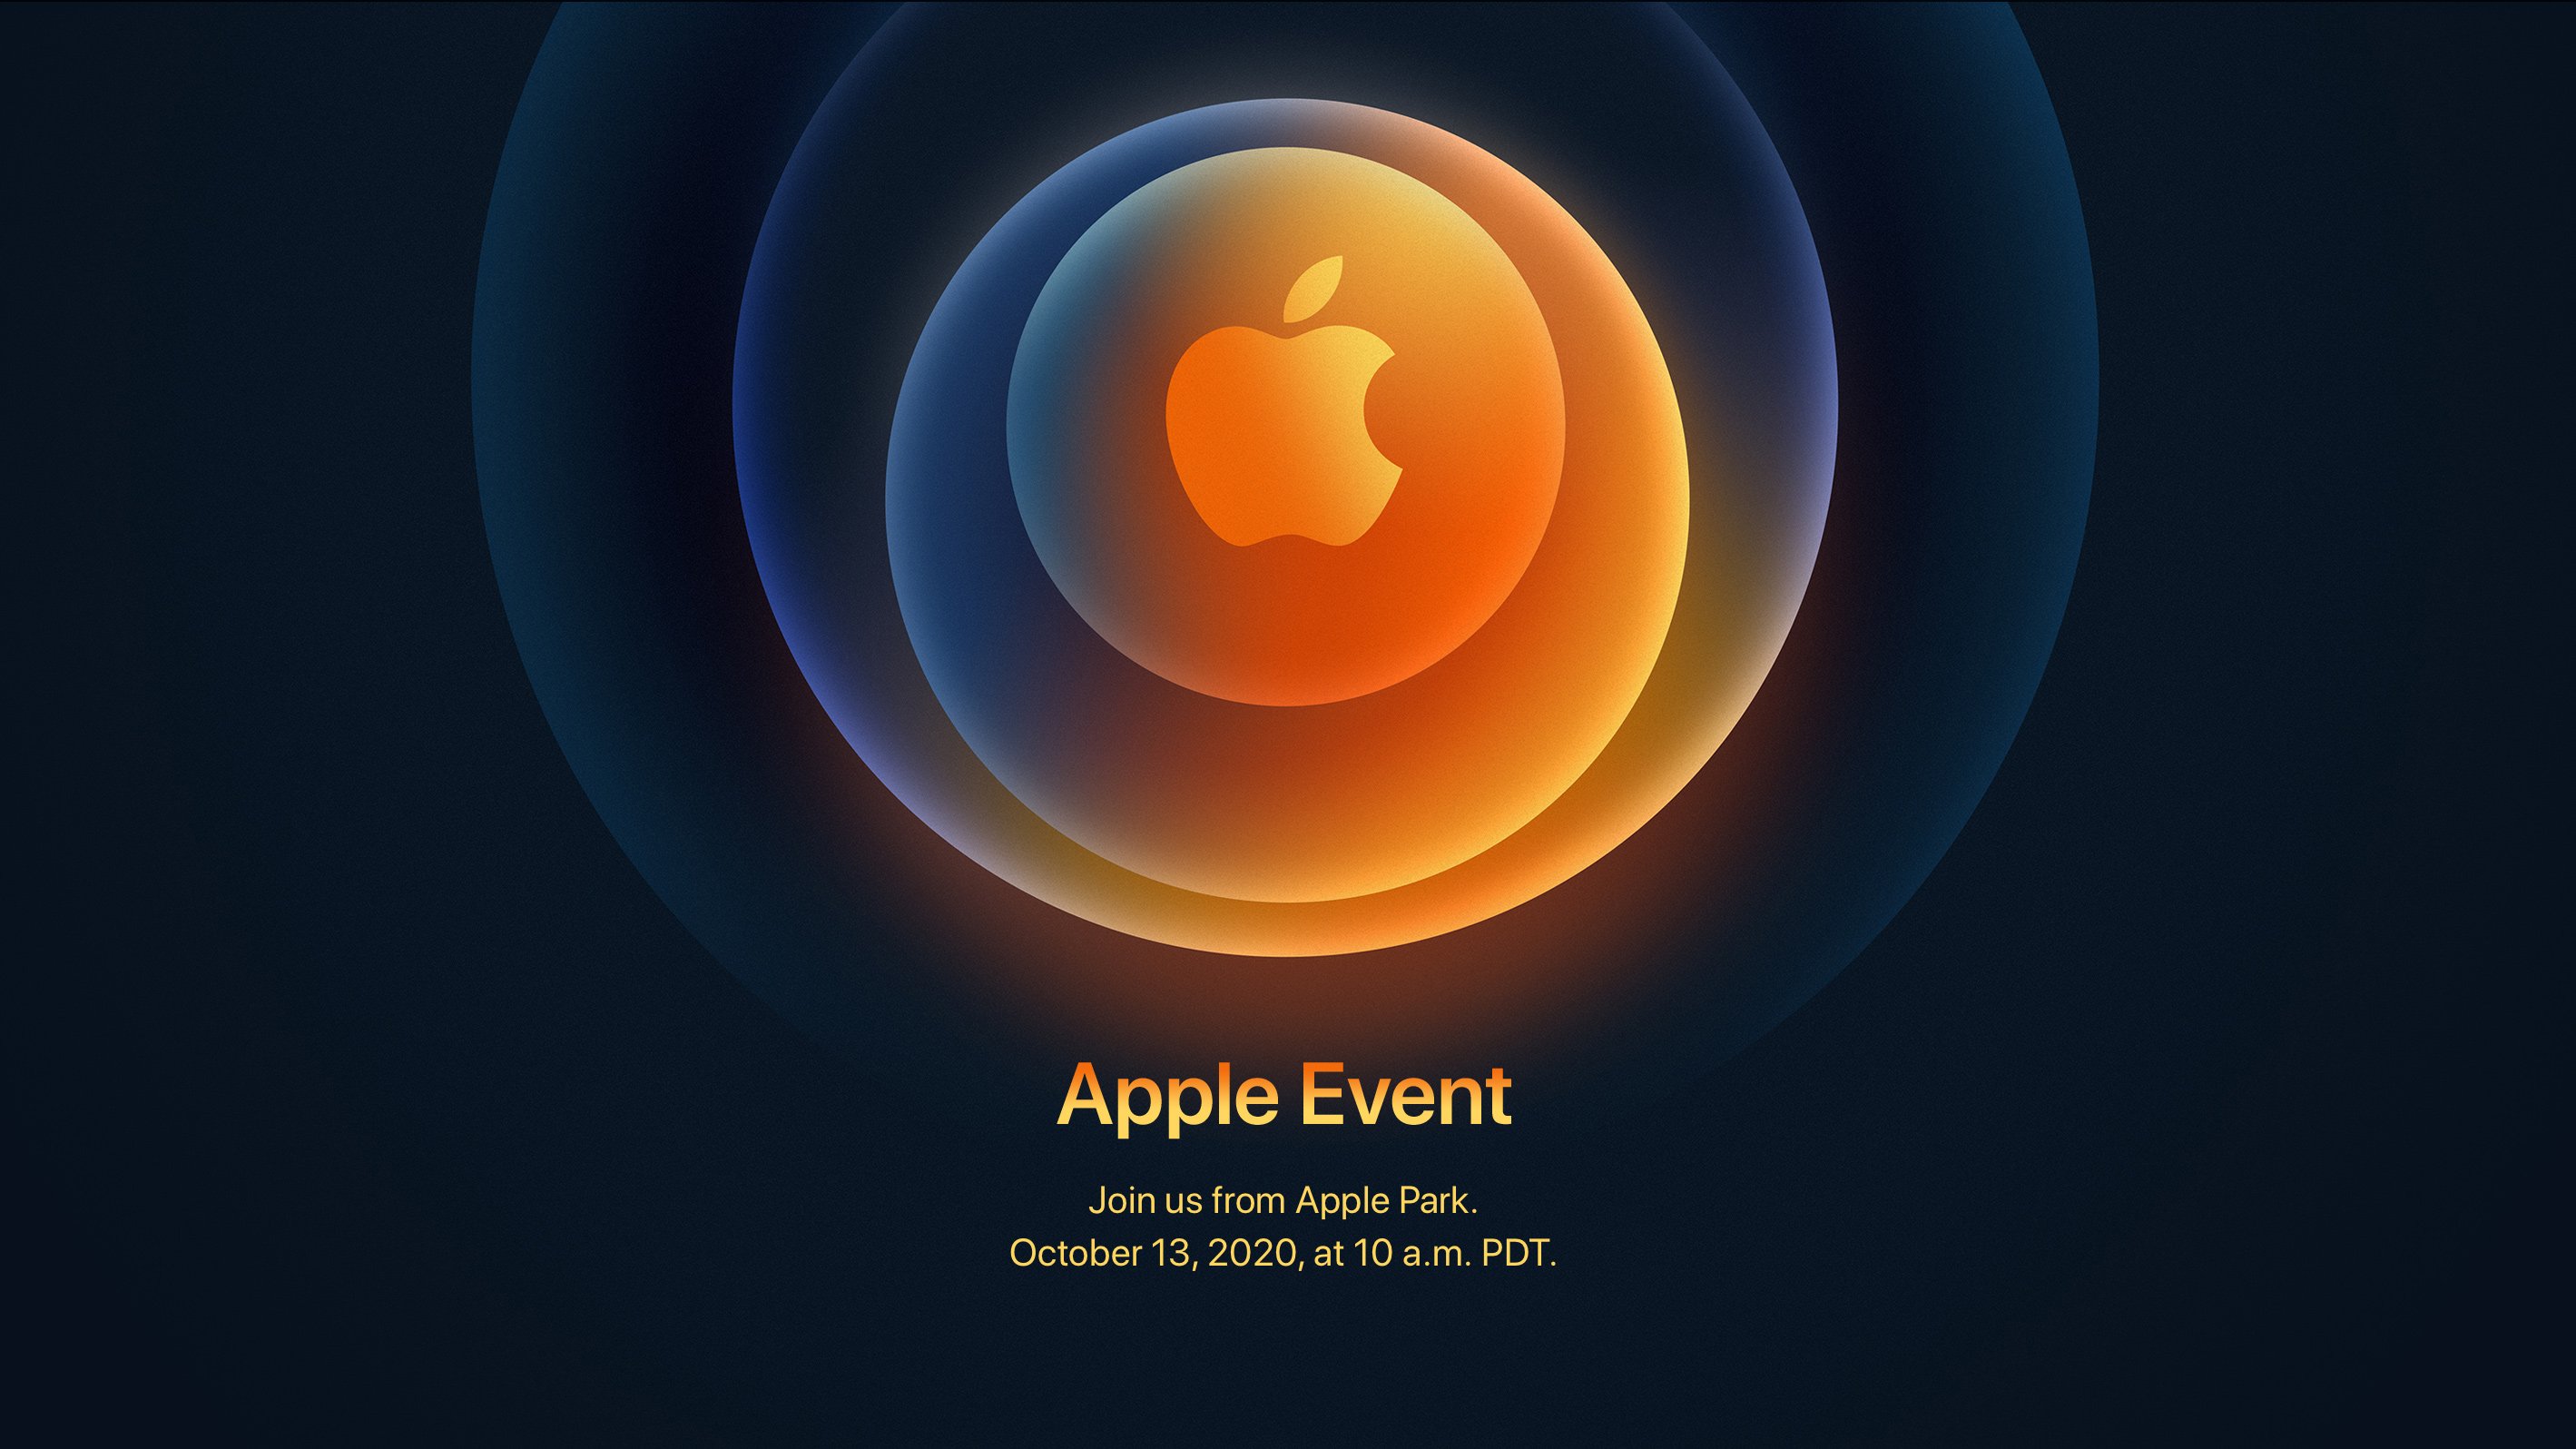 Apple Event
Join us from Apple Park.
October 13, 2020, at 10 a.m. PDT.